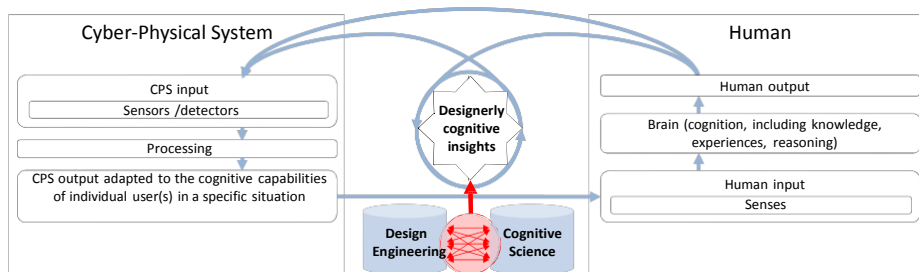 Cyber-Physical System
CPS input
Sensors /detectors
Processing
CPS output adapted to the cognitive capabilities
of individual user(s) in a specific situation
Designerly
cognitive
insights
Design
Engineering
Cognitive
Science
Human
Human output
Brain (cognition, including knowledge,
experiences, reasoning)
Human input
Senses